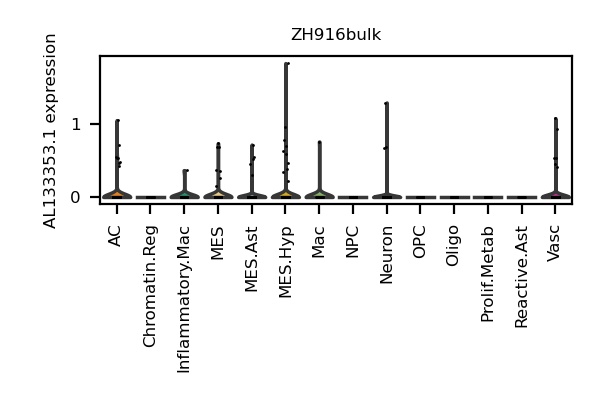 ZH916bulk
AL133353.1 expression
1
0
AC
Chromatin.Reg
Inflammatory.Mac
MES
MES.Ast
MES.Hyp
Mac
NPC
Neuron
OPC
Oligo
Prolif.Metab
Reactive.Ast
Vasc